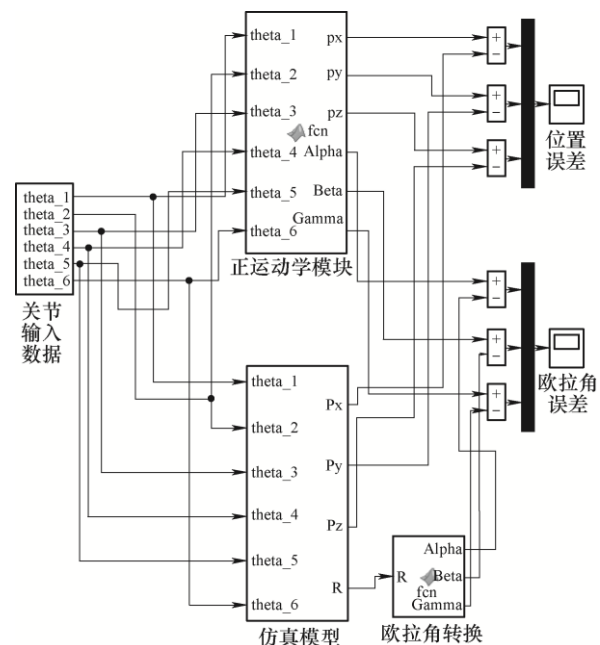 theta_1
theta_2
theta_3
theta_4
theta_5
theta_6
关节
输入
数据
theta_1
theta_2
theta_3
theta_4
theta_5
theta_6
fcn
px
py
pz
Alpha
Beta
Gamma
正运动学模块
theta_1
theta_2
theta_3
theta_4
theta_5
theta_6
Px
Py
Pz
R
仿真模型
R
fcn
Alpha
Beta
Gamma
欧拉角转换
+
−
+
−
+
−
位置
误差
+
−
+
−
+
−
欧拉角
误差